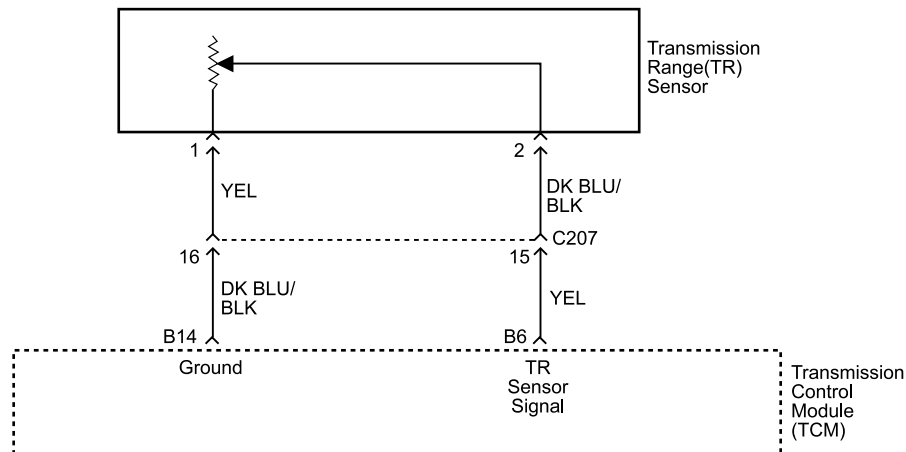 Transmission
Range(TR)
Sensor
1
2
YEL
DK BLU/
BLK
C207
16
15
DK BLU/
BLK
YEL
B14
B6
Ground
TR
Sensor
Signal
Transmission
Control
Module
(TCM)